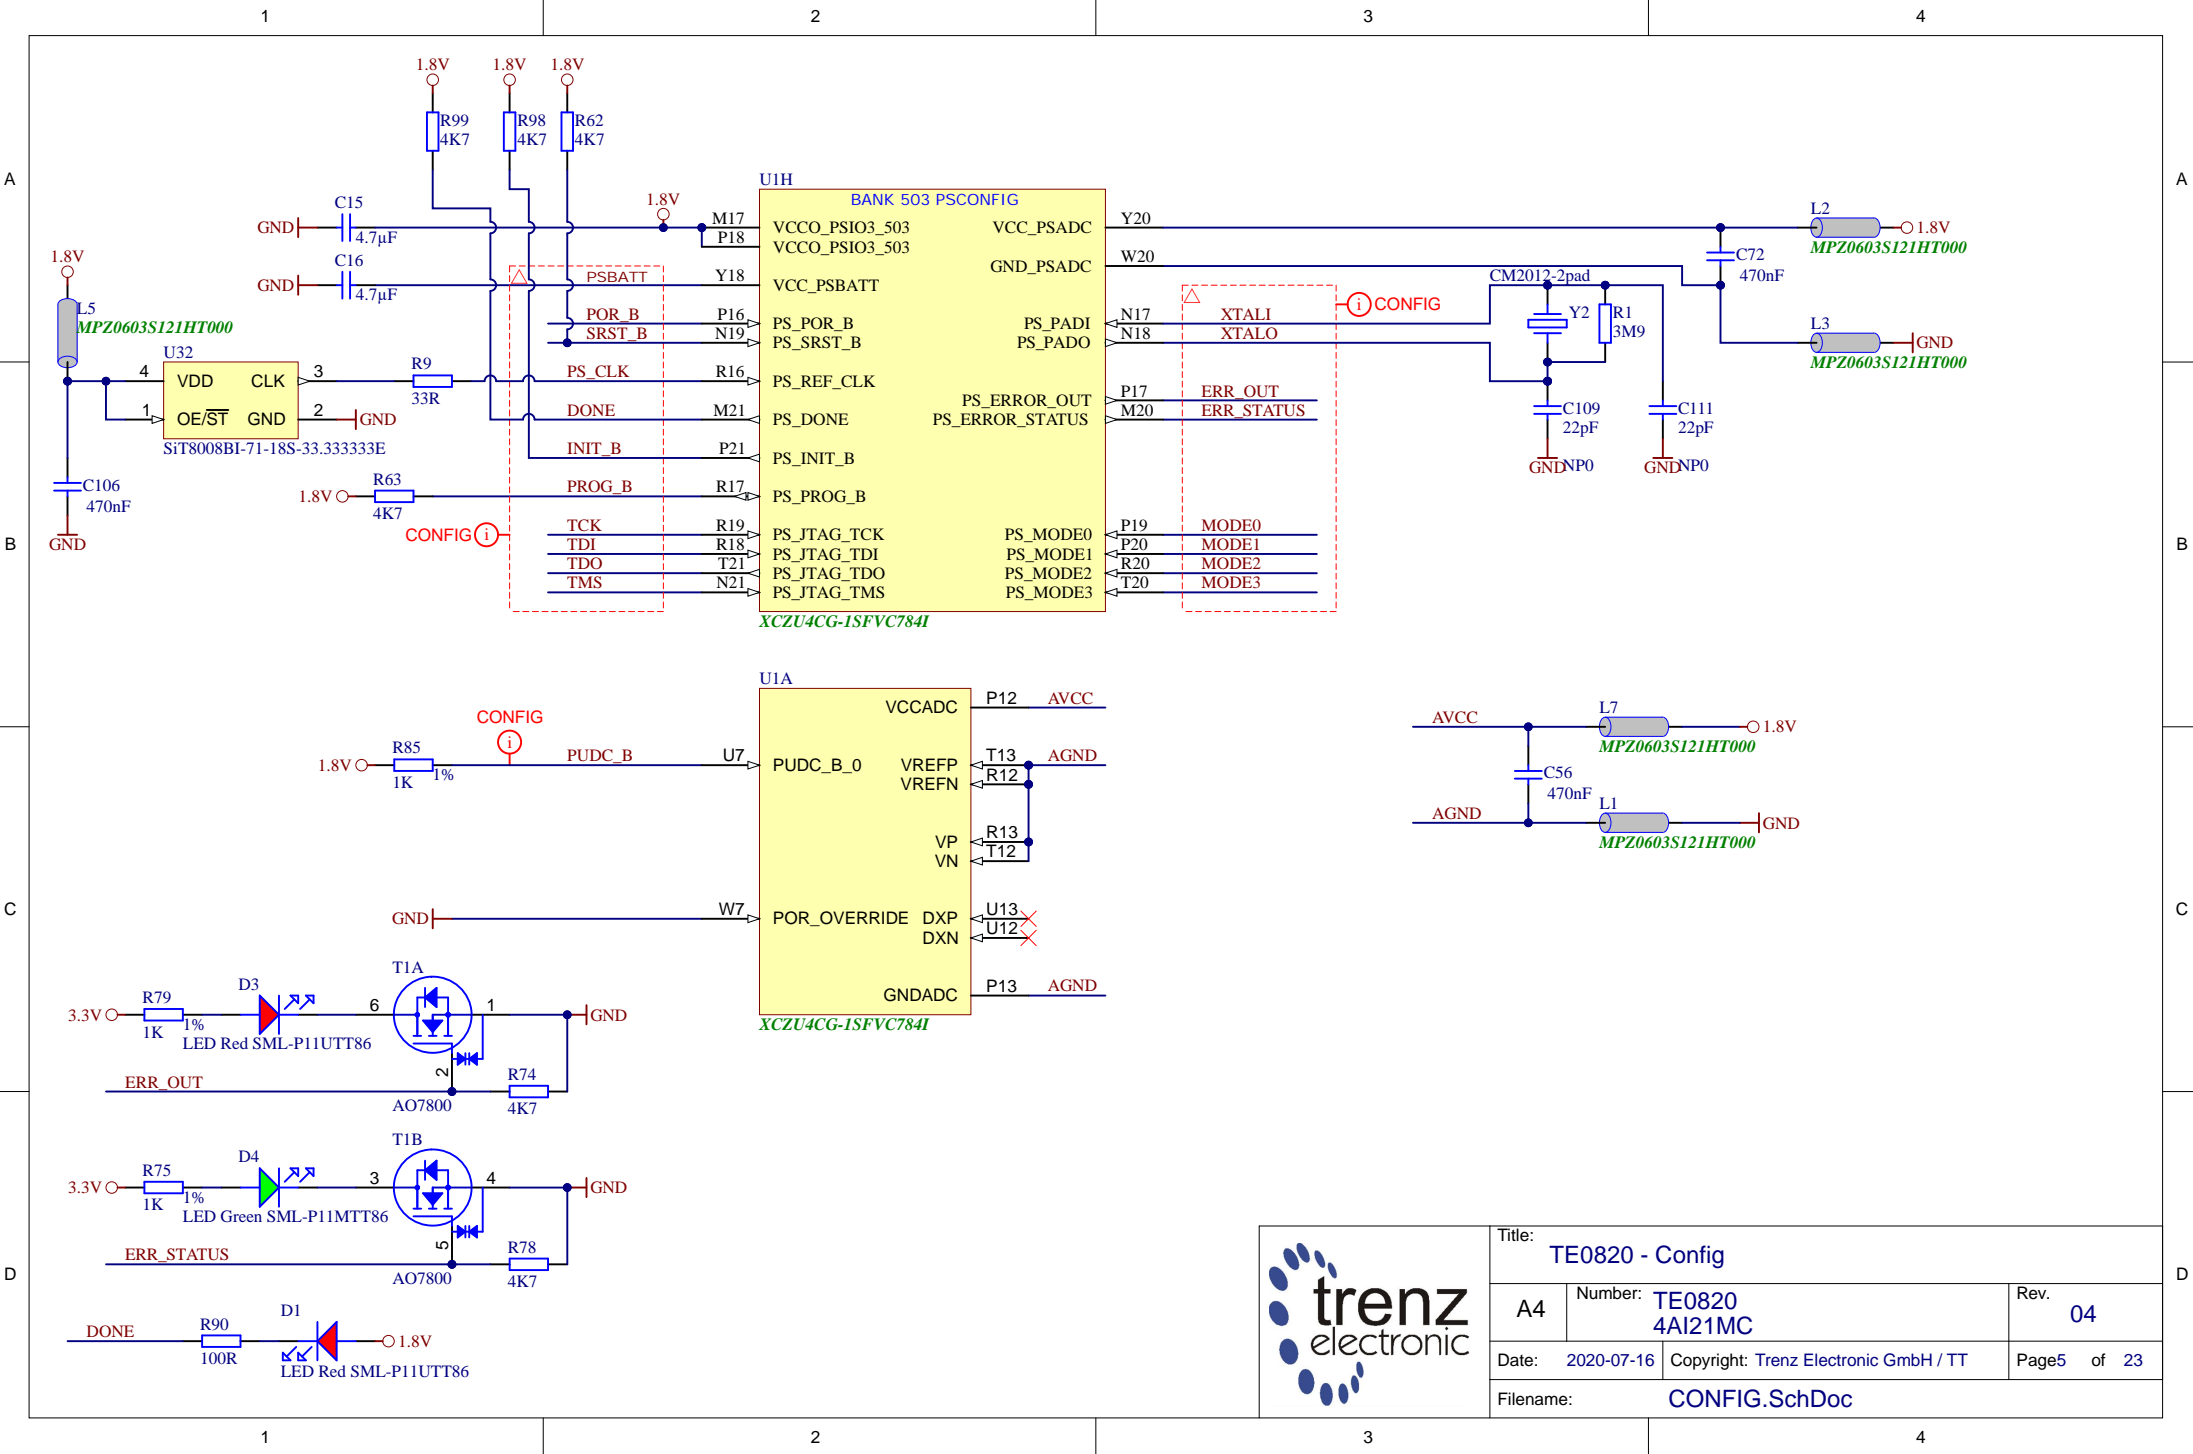 1
2
3
4
A
A
B
B
C
C
D
D
1.8V
1.8V
1.8V
R99
4K7
R98
4K7
R62
4K7
C15
GND
4.7µF
1.8V
C16
GND
4.7µF
1.8V
L5
MPZ0603S121HT000
U32
4
VDD
CLK
3
1
OE/ST
GND
2
GND
SiT8008BI-71-18S-33.333333E
R9
33R
C106
470nF
GND
1.8V
R63
4K7
CONFIG
i
PSBATT
POR_B
SRST_B
PS_CLK
DONE
INIT_B
PROG_B
TCK
TDI
TDO
TMS
U1H
BANK 503 PSCONFIG
M17
VCCO_PSIO3_503
P18
VCCO_PSIO3_503
Y18
VCC_PSBATT
P16
PS_POR_B
N19
PS_SRST_B
R16
PS_REF_CLK
M21
PS_DONE
P21
PS_INIT_B
R17
PS_PROG_B
R19
PS_JTAG_TCK
R18
PS_JTAG_TDI
T21
PS_JTAG_TDO
N21
PS_JTAG_TMS
VCC_PSADC
Y20
GND_PSADC
W20
PS_PADI
N17
XTALI
PS_PADO
N18
XTALO
PS_ERROR_OUT
P17
ERR_OUT
PS_ERROR_STATUS
M20
ERR_STATUS
PS_MODE0
P19
MODE0
PS_MODE1
P20
MODE1
PS_MODE2
R20
MODE2
PS_MODE3
T20
MODE3
XCZU4CG-1SFVC784I
i
CONFIG
CM2012-2pad
Y2
R1
3M9
C109
22pF
GND
NP0
C111
22pF
GND
NP0
C72
470nF
L2
1.8V
MPZ0603S121HT000
L3
GND
MPZ0603S121HT000
U1A
CONFIG
i
1.8V
R85
1K
1%
PUDC_B
U7
PUDC_B_0
GND
W7
POR_OVERRIDE
VCCADC
P12
AVCC
VREFP
T13
AGND
VREFN
R12
VP
R13
VN
T12
DXP
U13
DXN
U12
GNDADC
P13
AGND
XCZU4CG-1SFVC784I
AVCC
L7
1.8V
MPZ0603S121HT000
C56
470nF
AGND
L1
GND
MPZ0603S121HT000
T1A
3.3V
R79
1K
1%
D3
LED Red SML-P11UTT86
6
1
2
GND
ERR_OUT
R74
4K7
AO7800
T1B
3.3V
R75
1K
1%
D4
LED Green SML-P11MTT86
3
4
5
GND
ERR_STATUS
R78
4K7
AO7800
DONE
R90
100R
D1
1.8V
LED Red SML-P11UTT86
trenz
electronic
Title:
TE0820 - Config
A4
Number: TE0820
4AI21MC
Rev.
04
Date: 2020-07-16
Copyright: Trenz Electronic GmbH / TT
Page5 of 23
Filename: CONFIG.SchDoc
1
2
3
4